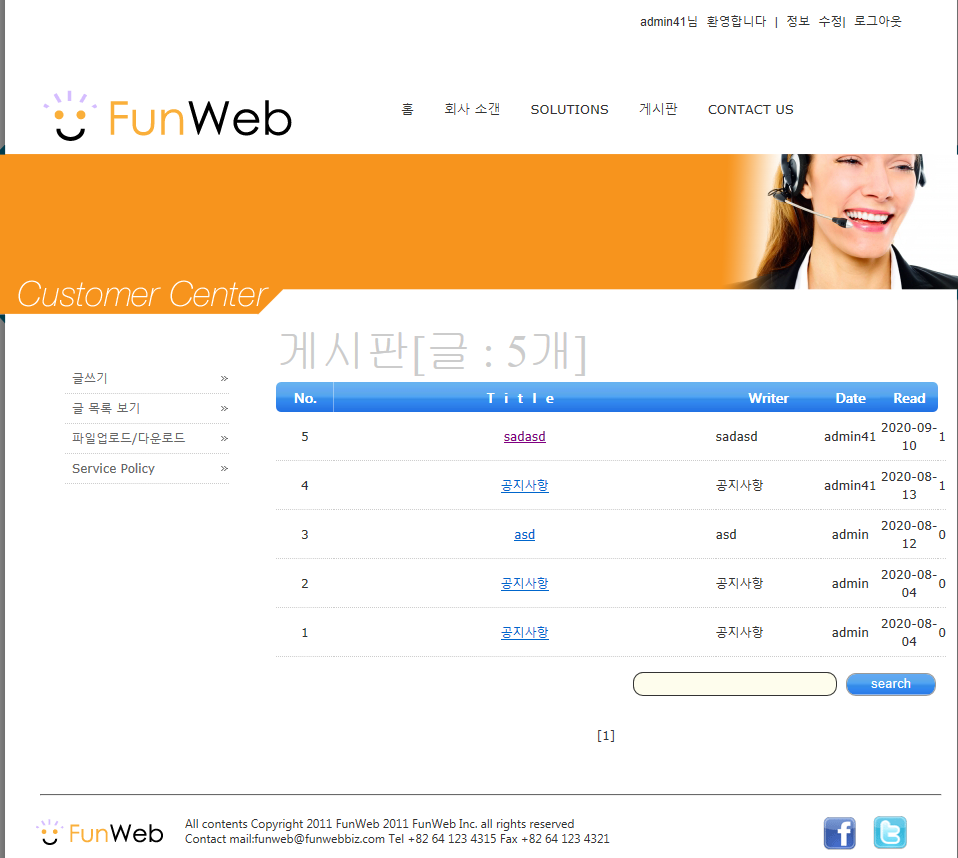 admin41님 환영합니다 | 정보 수정| 로그아웃
FunWeb
홈 회사 소갠 SOLUTIONS 게시판 CONTACT US
Customer Center
게시판[글 : 5개]
글쓰기 »
글 목록 보기 »
파일업로드/다운로드 »
Service Policy »
No. Title Writer Date Read
5 sadasd sadasd admin41 2020-09-10 1
4 공지사항 공지사항 admin41 2020-08-13 1
3 asd asd admin 2020-08-12 0
2 공지사항 공지사항 admin 2020-08-04 0
1 공지사항 공지사항 admin 2020-08-04 0
search
[1]
FunWeb
All contents Copyright 2011 FunWeb 2011 FunWeb Inc. all rights reserved
Contact mail:funweb@funwebbiz.com Tel +82 64 123 4315 Fax +82 64 123 4321